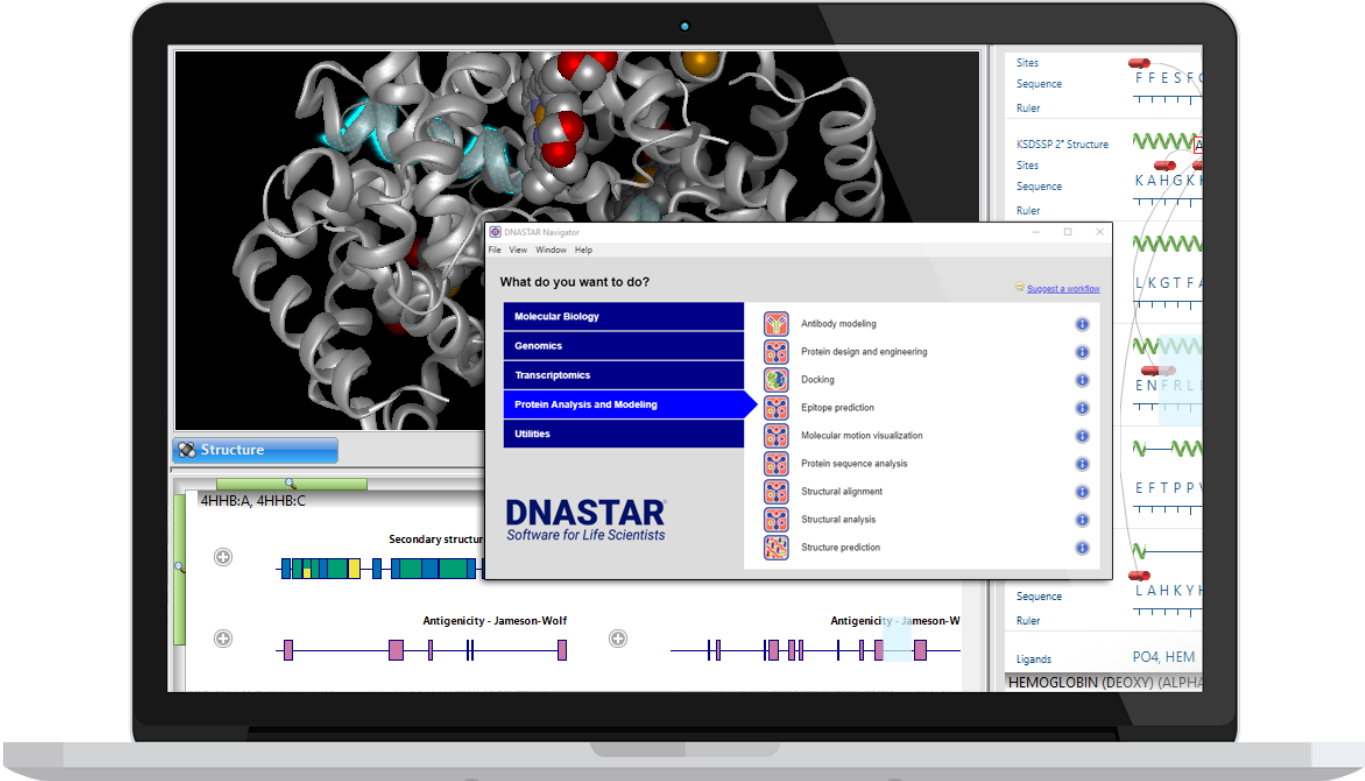 Sites
Sequence
F F E S F
Ruler
KSDSSP 2° Structure
A
Sites
Sequence
K A H G K
Ruler
L K G T F
E N F R L
E F T P P
Sequence
L A H K Y
Ruler
Ligands
PO4, HEM
HEMOGLOBIN (DEOXY) (ALPHA
DNASTAR Navigator
File View Window Help
What do you want to do?
Suggest a workflow
Molecular Biology
Genomics
Transcriptomics
Protein Analysis and Modeling
Utilities
Antibody modeling
Protein design and engineering
Docking
Epitope prediction
Molecular motion visualization
Protein sequence analysis
Structural alignment
Structural analysis
Structure prediction
DNASTAR®
Software for Life Scientists
Structure
4HHB:A, 4HHB:C
Secondary structur
Antigenicity - Jameson-Wolf
Antigenicity - Jameson-W